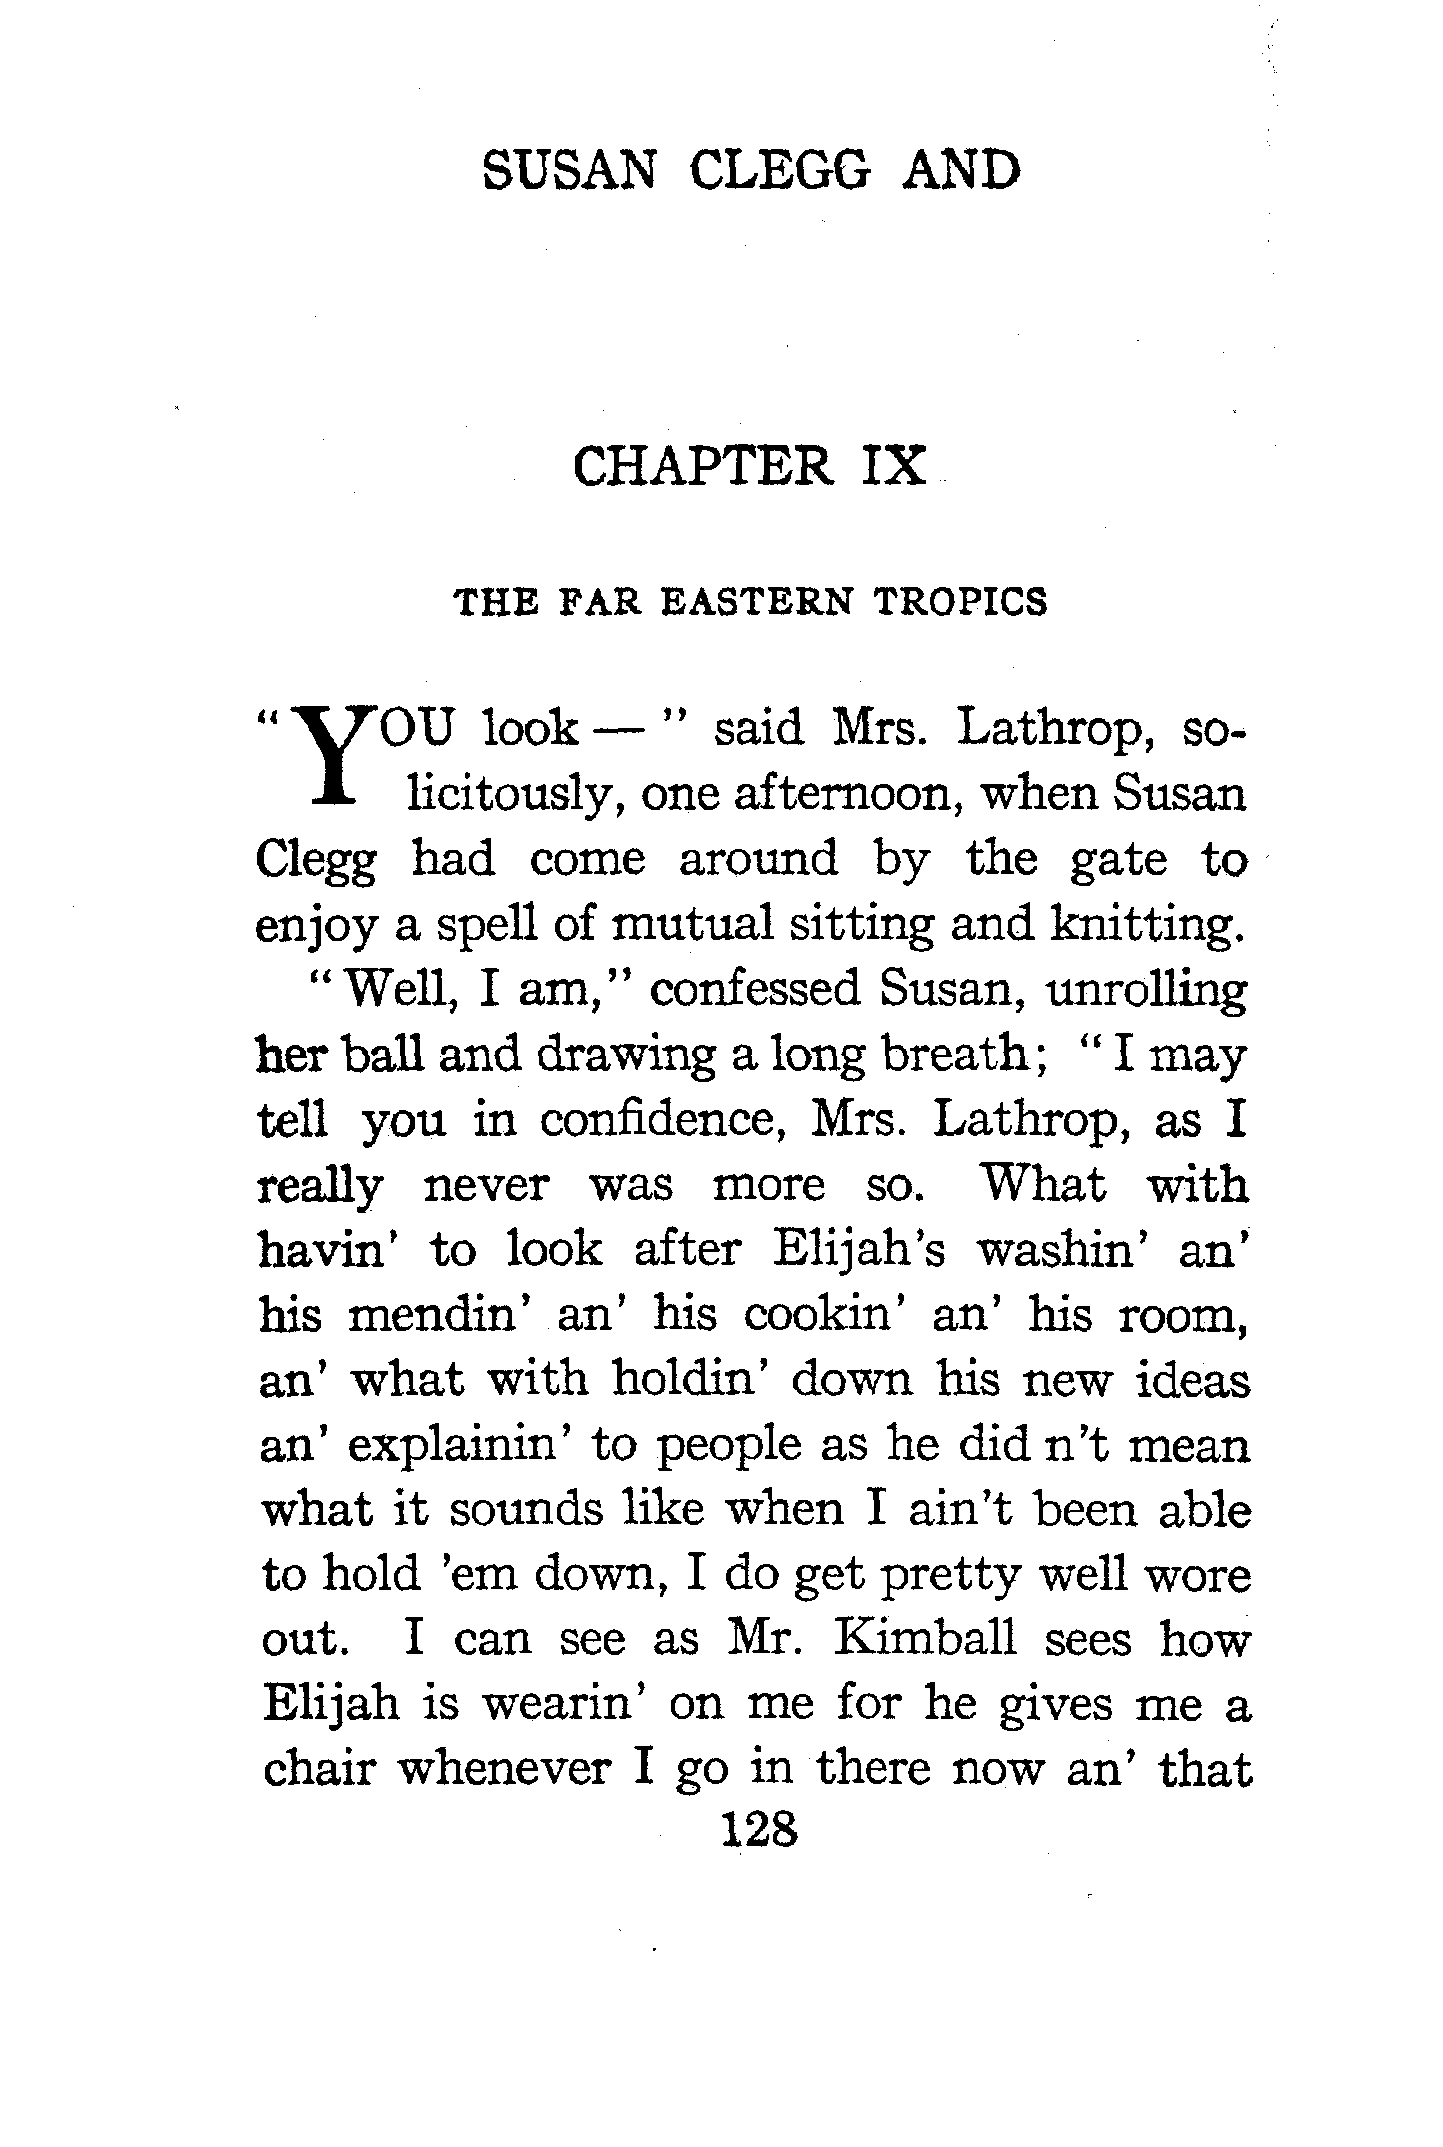 SUSAN CLEGG AND
CHAPTER IX
THE FAR EASTERN TROPICS
“YOU look — ” said Mrs. Lathrop, so-
licitously, one afternoon, when Susan
Clegg had come around by the gate to
enjoy a spell of mutual sitting and knitting.
“Well, I am,” confessed Susan, unrolling
her ball and drawing a long breath; “I may
tell you in confidence, Mrs. Lathrop, as I
really never was more so. What with
havin’ to look after Elijah’s washin’ an’
his mendin’ an’ his cookin’ an’ his room,
an’ what with holdin’ down his new ideas
an’ explainin’ to people as he did n’t mean
what it sounds like when I ain’t been able
to hold ’em down, I do get pretty well wore
out. I can see as Mr. Kimball sees how
Elijah is wearin’ on me for he gives me a
chair whenever I go in there now an’ that
128